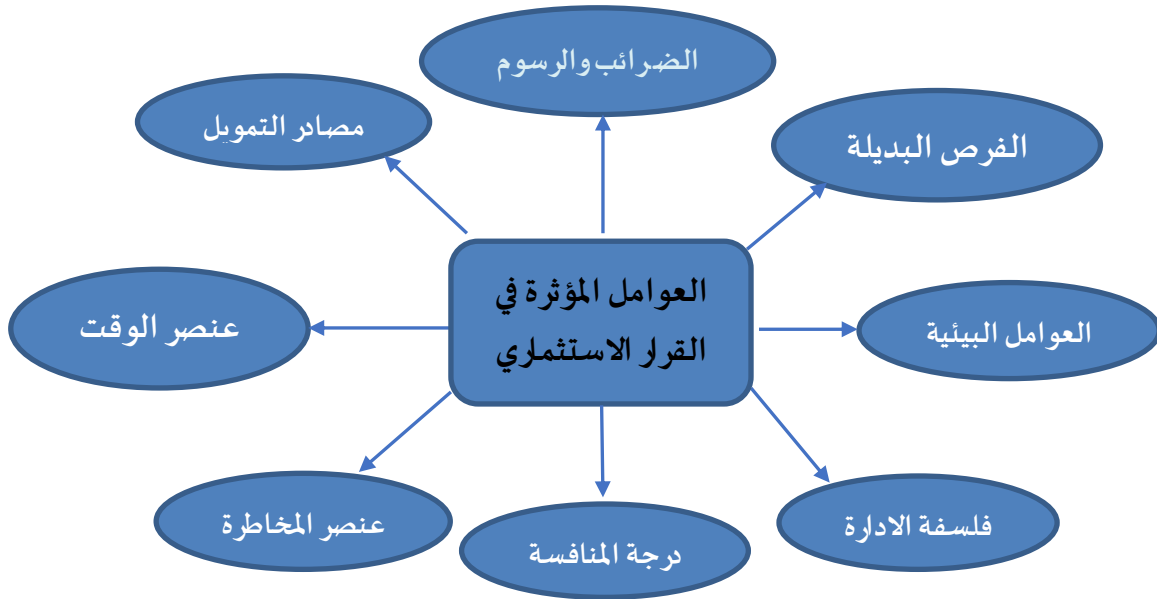 الضرائب والرسوم
مصادر التمويل
الفرص البديلة
العوامل المؤثرة في
القرار الاستثماري
عنصر الوقت
العوامل البيئية
عنصر المخاطرة
درجة المنافسة
فلسفة الادارة